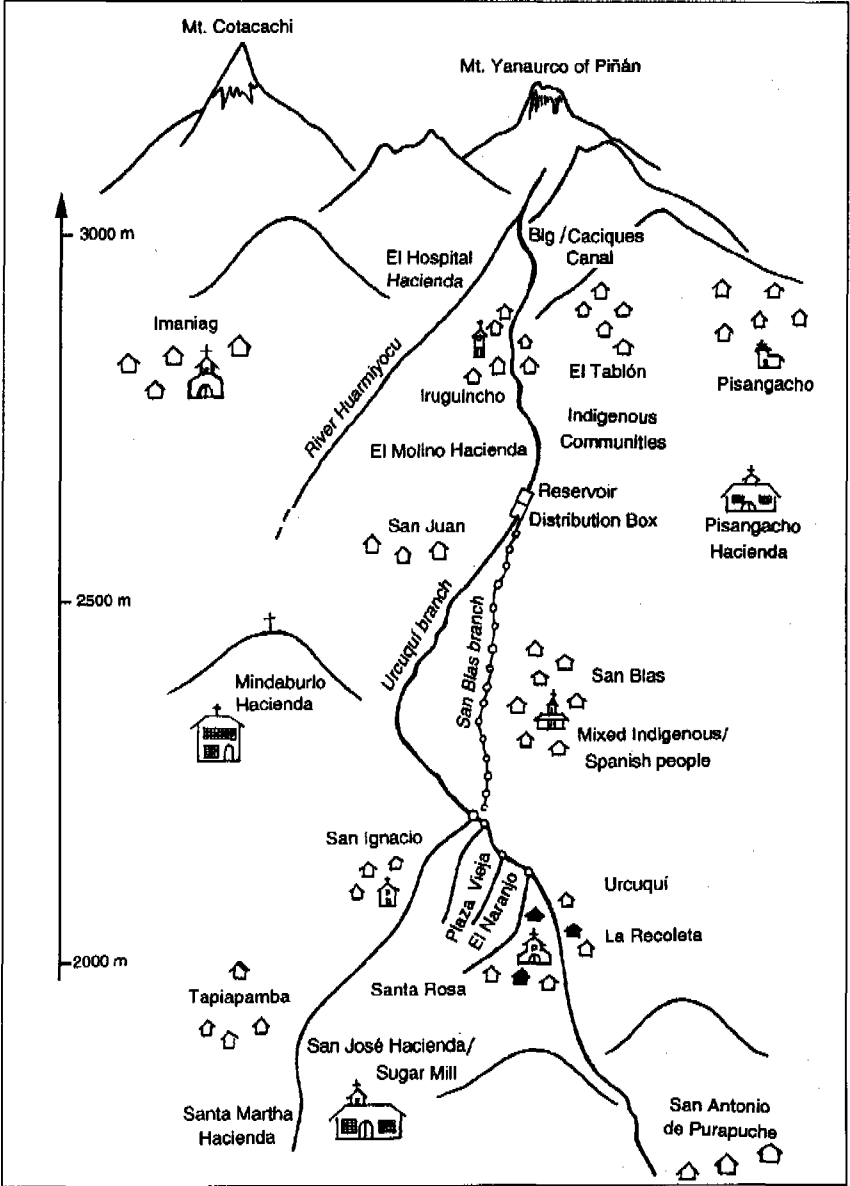 Mt. Cotacachi
Mt. Yanaurco of Piñán
3000 m
Big / Caciques
Canal
El Hospital
Hacienda
Imaniag
River Huarmiyocu
Iruguincho
El Tablón
Pisangacho
Indigenous
Communities
El Molino Hacienda
Reservoir
Distribution Box
Pisangacho
Hacienda
San Juan
2500 m
Urcuquí branch
San Blas branch
San Blas
Mindaburlo
Hacienda
Mixed Indigenous/
Spanish people
San Ignacio
Plaza Vieja
El Naranjo
Urcuquí
La Recoleta
2000 m
Tapiapamba
Santa Rosa
San José Hacienda/
Sugar Mill
Santa Martha
Hacienda
San Antonio
de Purapuche